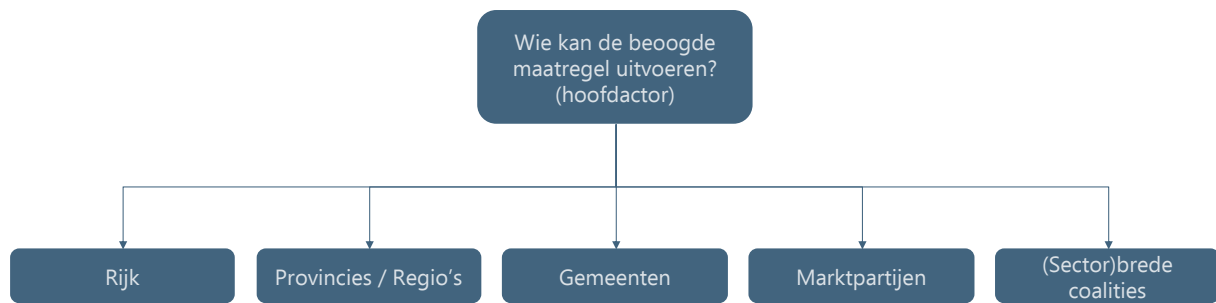 Wie kan de beoogde
maatregel uitvoeren?
(hoofdactor)
Rijk
Provincies / Regio’s
Gemeenten
Marktpartijen
(Sector)brede
coalities